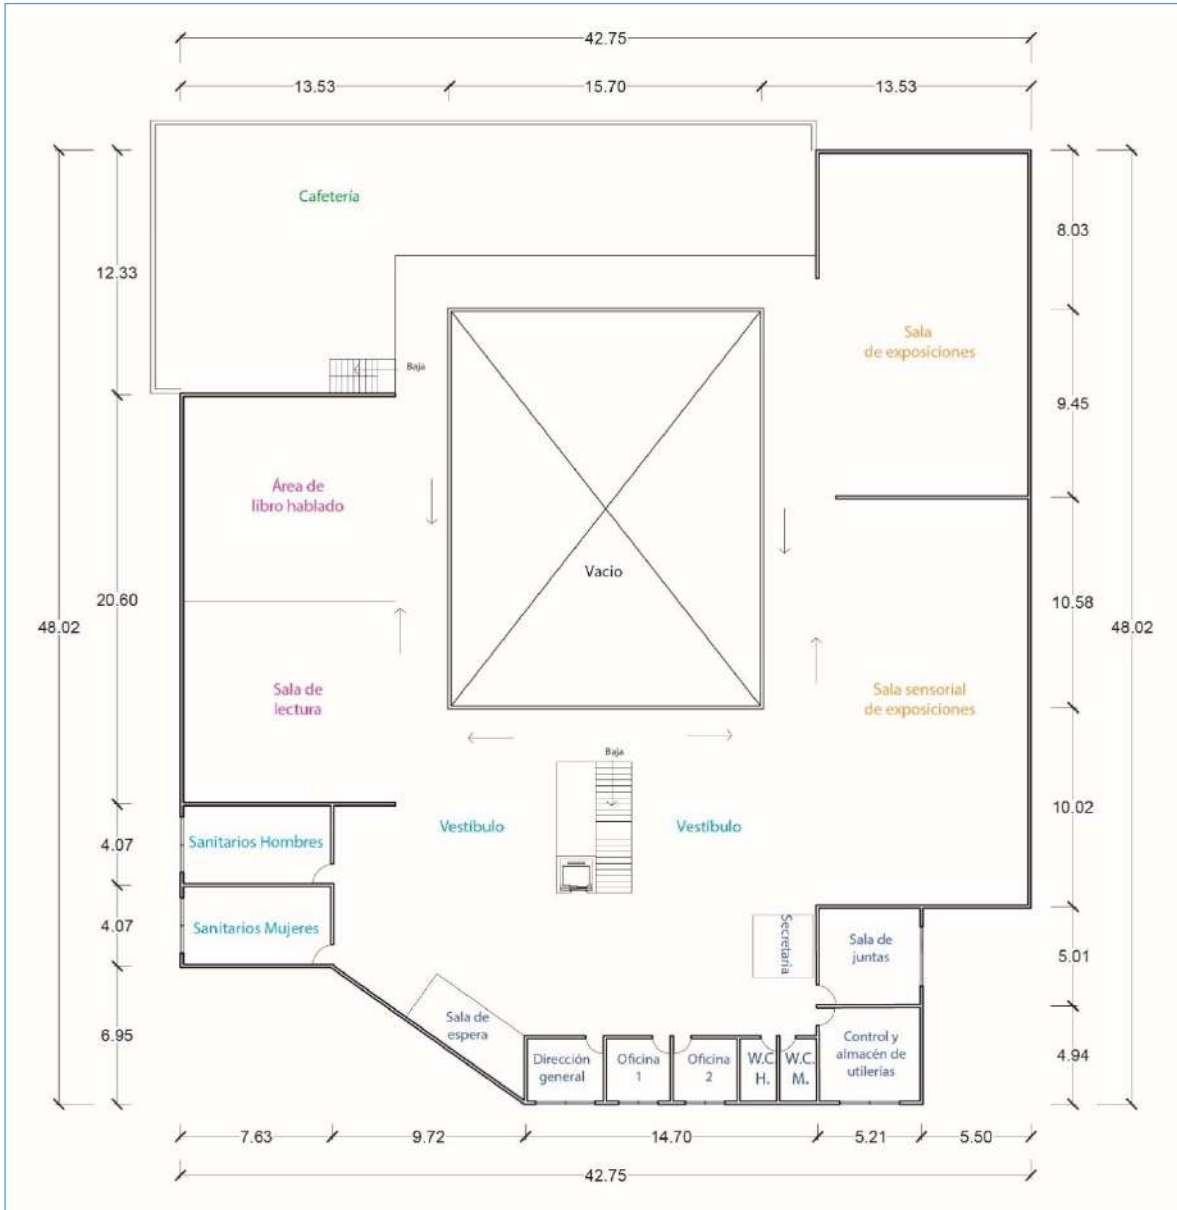 42.75
13.53
15.70
13.53
Cafetería
8.03
12.33
Sala
de exposiciones
Baja
9.45
Área de
libro hablado
Vacio
20.60
10.58
48.02
48.02
Sala de
lectura
Sala sensorial
de exposiciones
Baja
10.02
Vestíbulo
Vestíbulo
4.07
Sanitarios Hombres
4.07
Sanitarios Mujeres
Secretaria
Sala de
juntas
5.01
6.95
Sala de
espera
Dirección
general
Oficina
1
Oficina
2
W.C.
H.
W.C.
M.
Control y
almacén de
utilerías
4.94
7.63
9.72
14.70
5.21
5.50
42.75